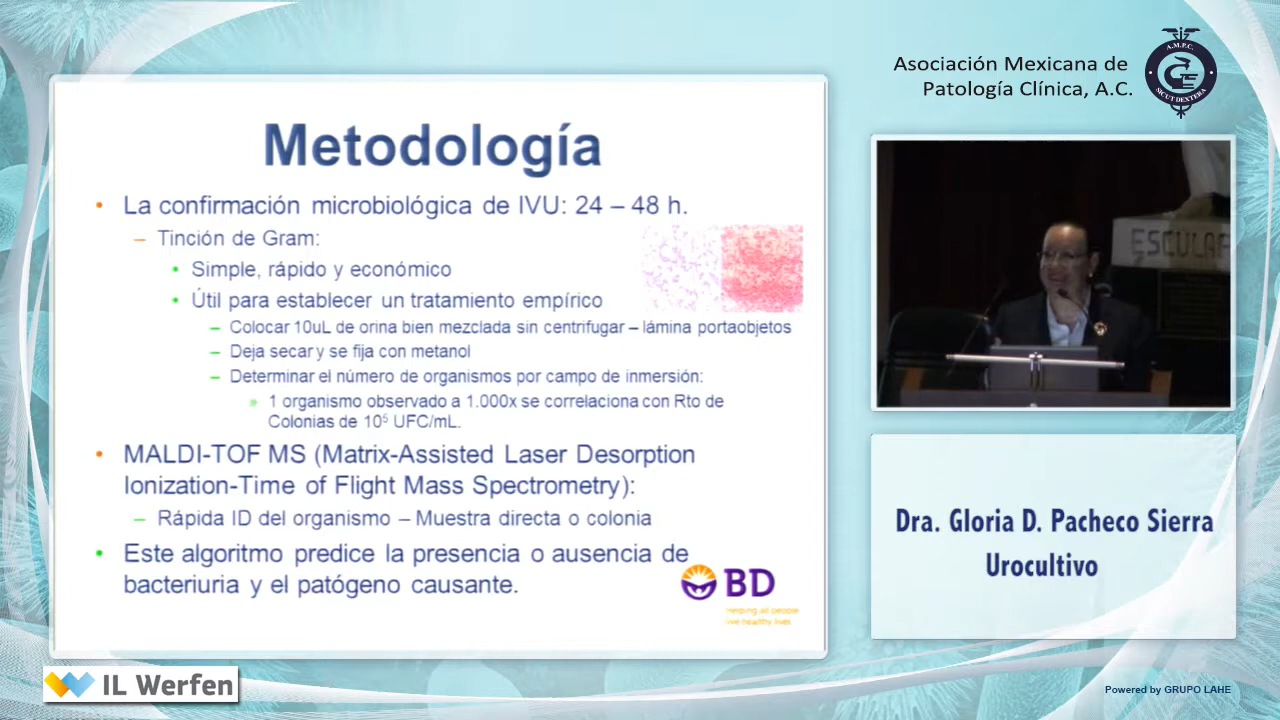 Asociación Mexicana de
Patología Clínica, A.C.
A.M.P.C.
SICUT DEXTERA
Metodología
• La confirmación microbiológica de IVU: 24 – 48 h.
– Tinción de Gram:
• Simple, rápido y económico
• Útil para establecer un tratamiento empírico
– Colocar 10uL de orina bien mezclada sin centrifugar – lámina portaobjetos
– Deja secar y se fija con metanol
– Determinar el número de organismos por campo de inmersión:
• 1 organismo observado a 1.000x se correlaciona con Rto de
Colonias de 10⁵ UFC/mL.
• MALDI-TOF MS (Matrix-Assisted Laser Desorption
Ionization-Time of Flight Mass Spectrometry):
– Rápida ID del organismo – Muestra directa o colonia
• Este algoritmo predice la presencia o ausencia de
bacteriuria y el patógeno causante.
BD
Helping all people
live healthy lives
ESCULAP
Dra. Gloria D. Pacheco Sierra
Urocultivo
IL Werfen
Powered by GRUPO LAHE